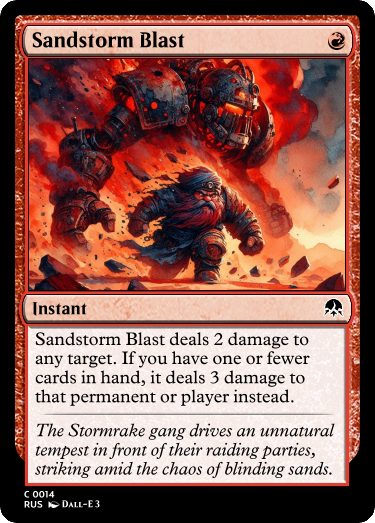 Sandstorm Blast
Instant
Sandstorm Blast deals 2 damage to
any target. If you have one or fewer
cards in hand, it deals 3 damage to
that permanent or player instead.
The Stormrake gang drives an unnatural
tempest in front of their raiding parties,
striking amid the chaos of blinding sands.
C 0014
RUS Dall-E 3